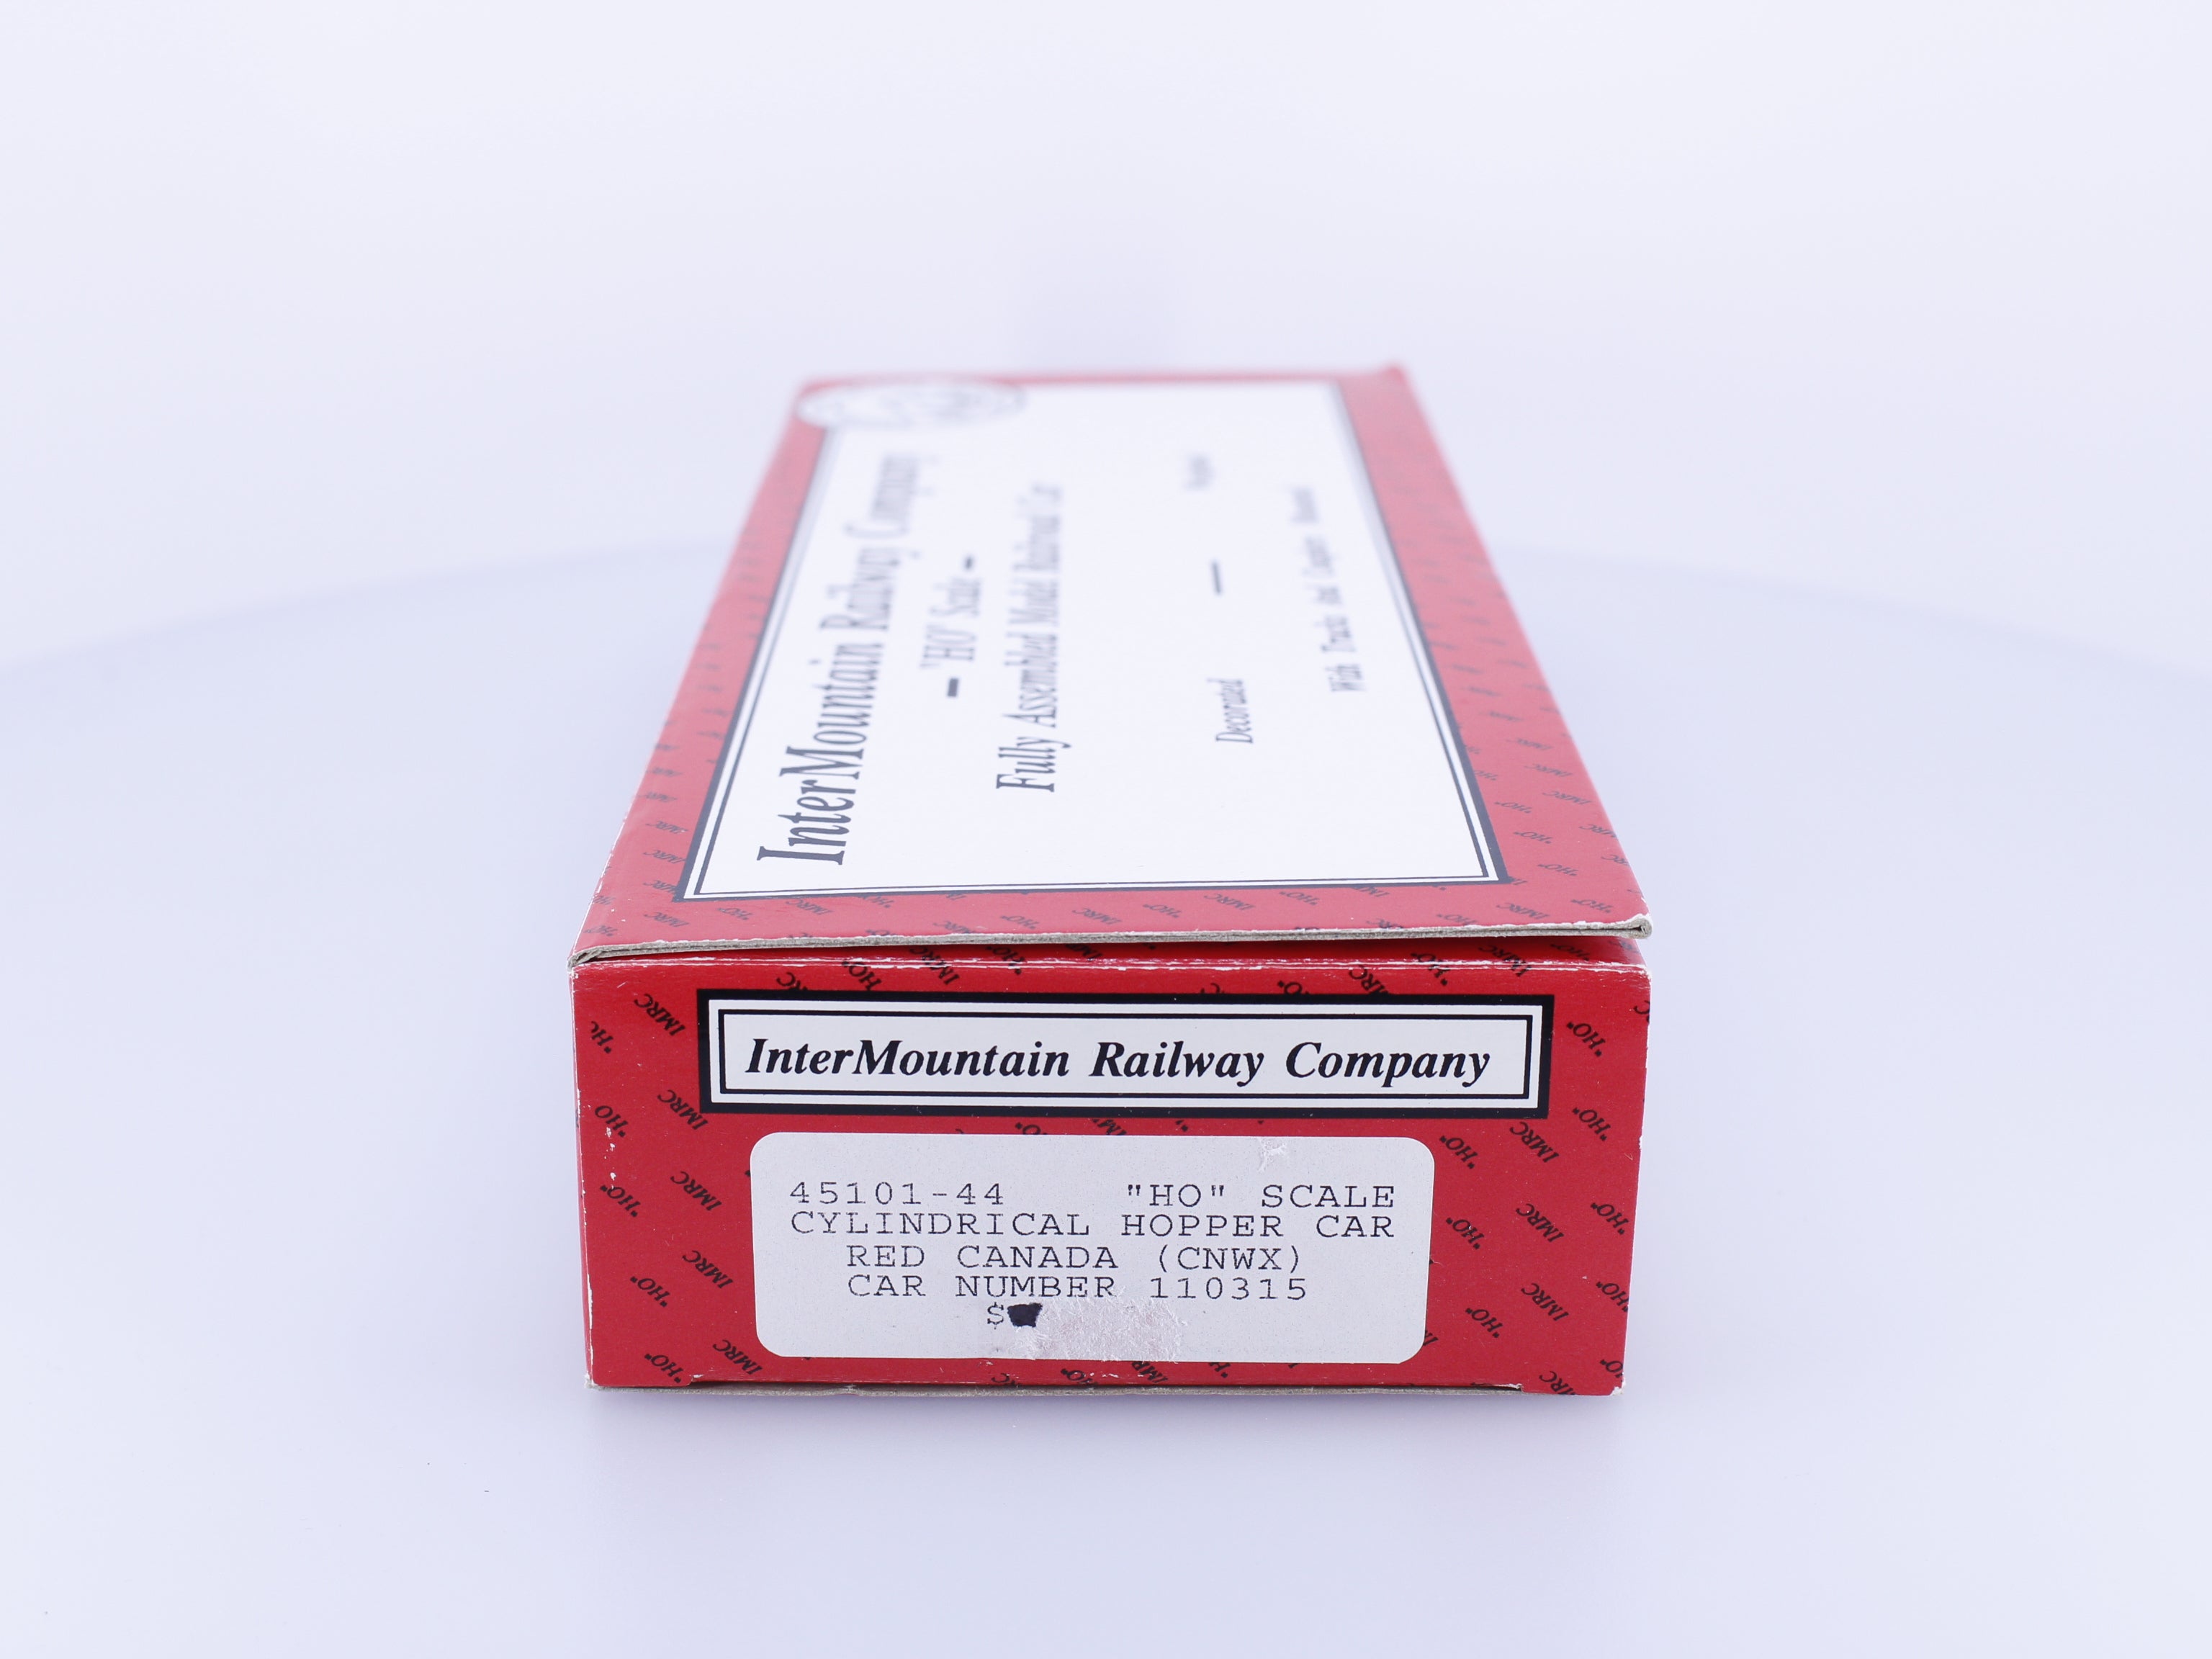 InterMountain Railway Company
"HO" Scale
Fully Assembled Model Railroad Car
Decorated
With Trucks And Couplers
InterMountain Railway Company
45101-44 "HO" SCALE
CYLINDRICAL HOPPER CAR
RED CANADA (CNWX)
CAR NUMBER 110315
$